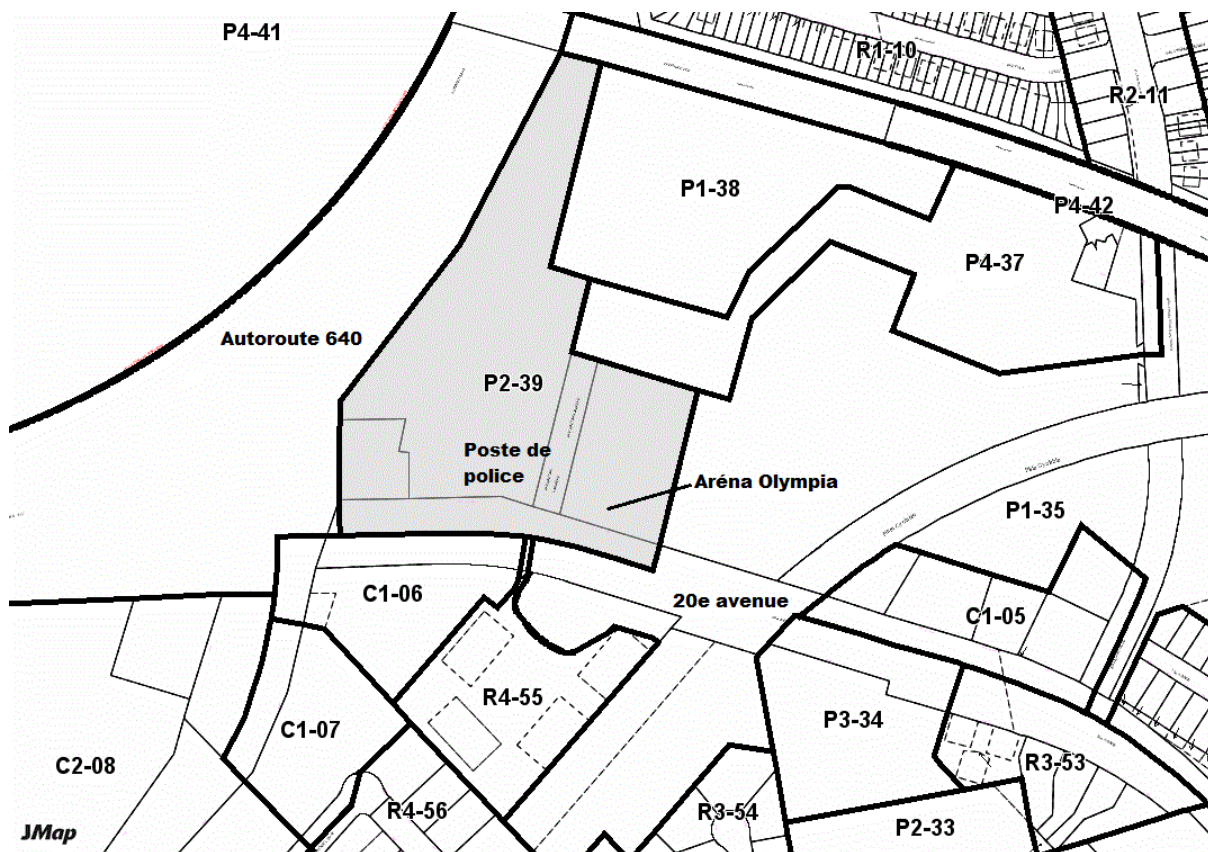 P4-41
R1-10
R2-11
P1-38
P4-42
P4-37
Autoroute 640
P2-39
Poste de
police
Aréna Olympia
P1-35
C1-06
20e avenue
C1-05
R4-55
P3-34
C1-07
C2-08
R3-53
R4-56
R3-54
P2-33
JMap